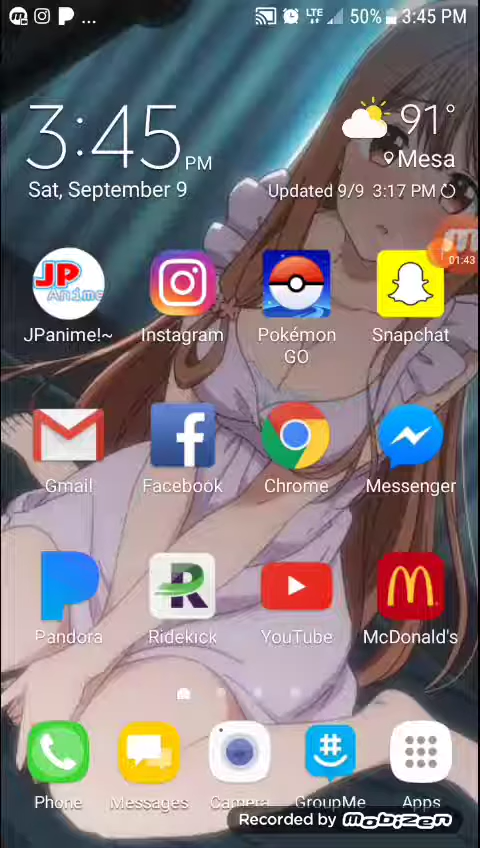 ... LTE 50% 3:45 PM
3:45 PM
91°
Mesa
Sat, September 9
Updated 9/9 3:17 PM
01:43
JP
Anime
JPanime!~ Instagram Pokémon GO Snapchat
Gmail Facebook Chrome Messenger
Pandora Ridekick YouTube McDonald's
Phone Messages Camera GroupMe Apps
Recorded by Mobizen